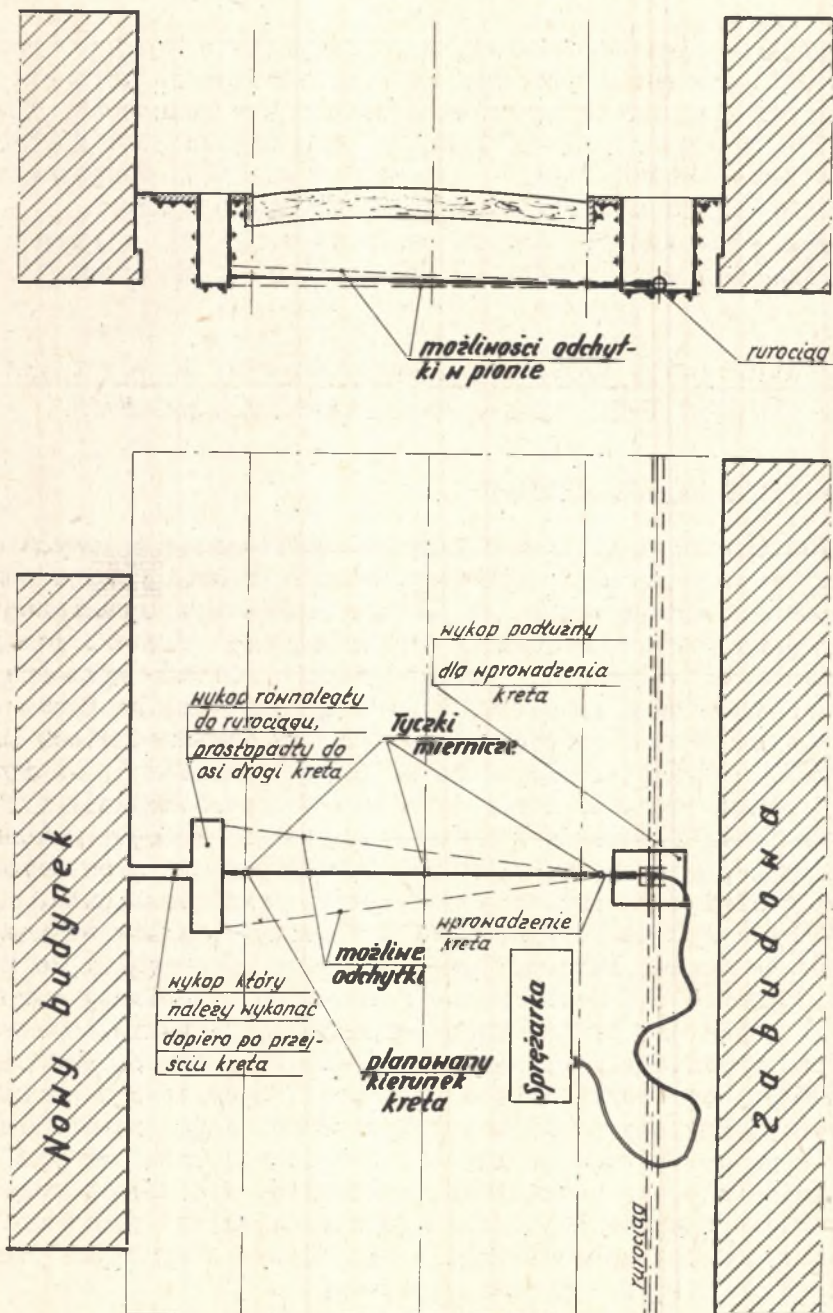 możliwości odchył-
ki w pionie
rurociąg
wykop podłużny
dla wprowadzenia
kreta
wykop równoległy
do rurociągu,
prostopadły do
osi drogi kreta
Tyczki
miernicze
Nowy budynek
Zabudowa
wprowadzenie
kreta
możliwe
odchyłki
wykop który
należy wykonać
dopiero po przej-
ściu kreta
planowany
kierunek
kreta
Sprężarka
rurociąg